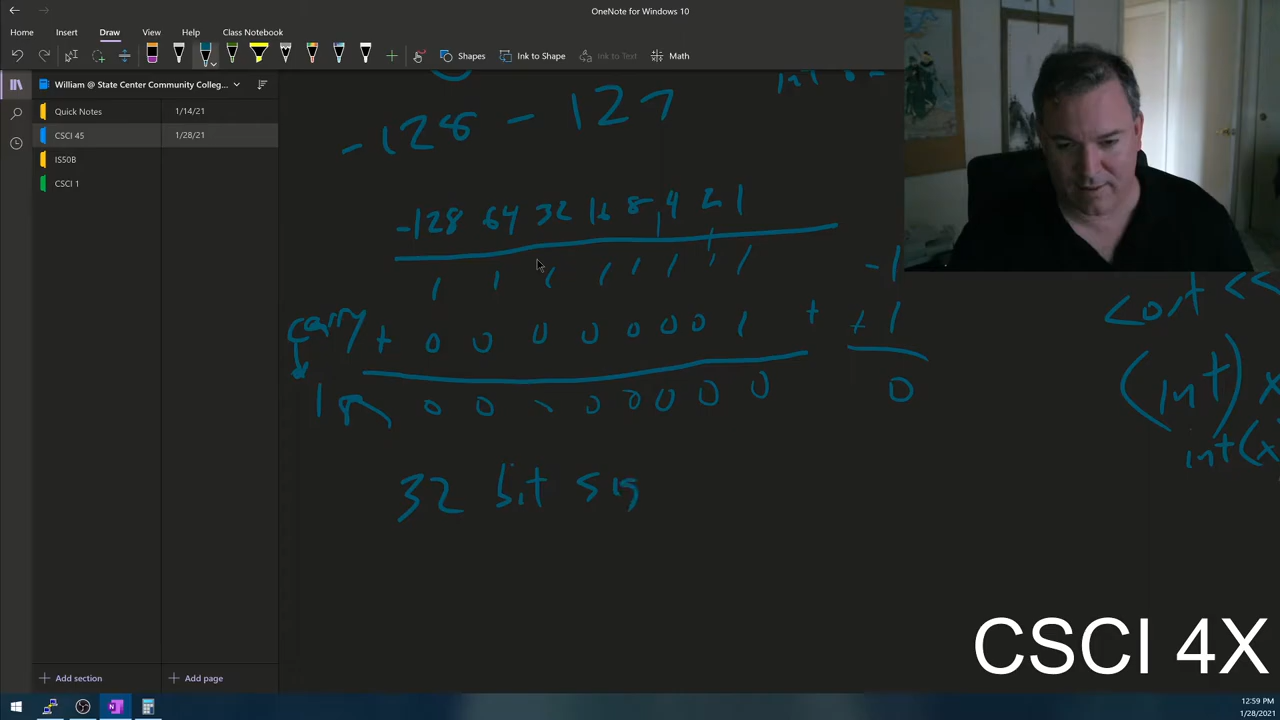 OneNote for Windows 10
Home Insert Draw View Help Class Notebook
Shapes Ink to Shape Ink to Text Math
William @ State Center Community Colleg...
Quick Notes
CSCI 45
IS50B
CSCI 1
1/14/21
1/28/21
-128 - 127
-128 64 32 16 8 4 2 1
1 1 1 1 1 1 1 1 -1
carry + 0 0 0 0 0 0 0 1 + + 1
1 0 0 0 0 0 0 0 0
32 bit sig
cout <<
(int) x
int(x
CSCI 4X
Add section
Add page
12:59 PM
1/28/2021